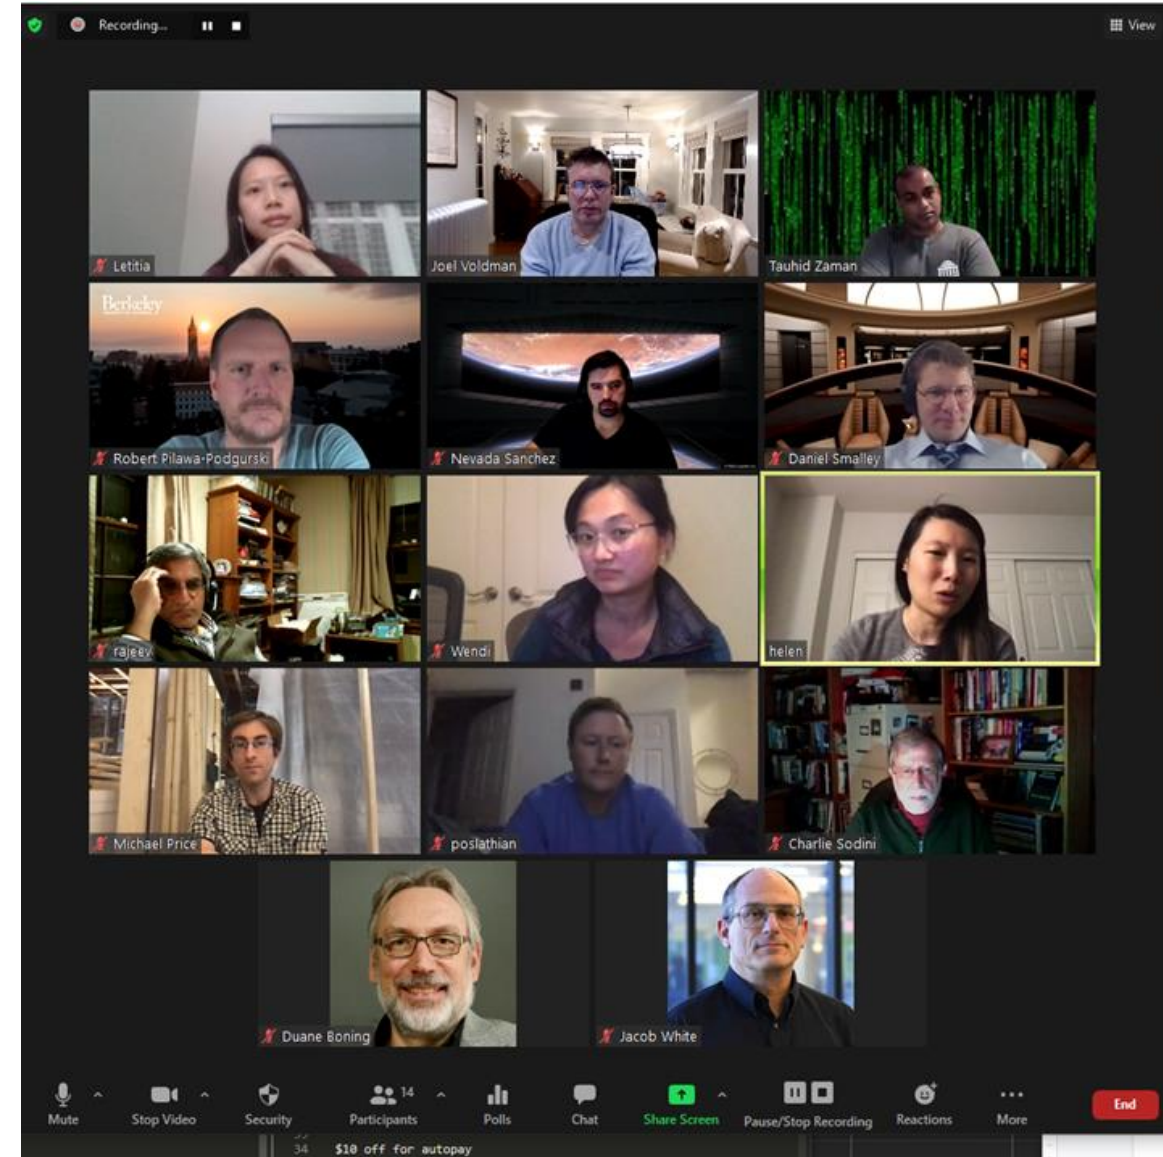 Recording...
View
Letitia
Joel Voldman
Tauhid Zaman
Berkeley
Robert Pilawa-Podgurski
Nevada Sanchez
Daniel Smalley
rajeev
Wendi
helen
Michael Price
poslathian
Charlie Sodini
Duane Boning
Jacob White
14
Mute
Stop Video
Security
Participants
Polls
Chat
Share Screen
Pause/Stop Recording
Reactions
More
End
34 $10 off for autopay